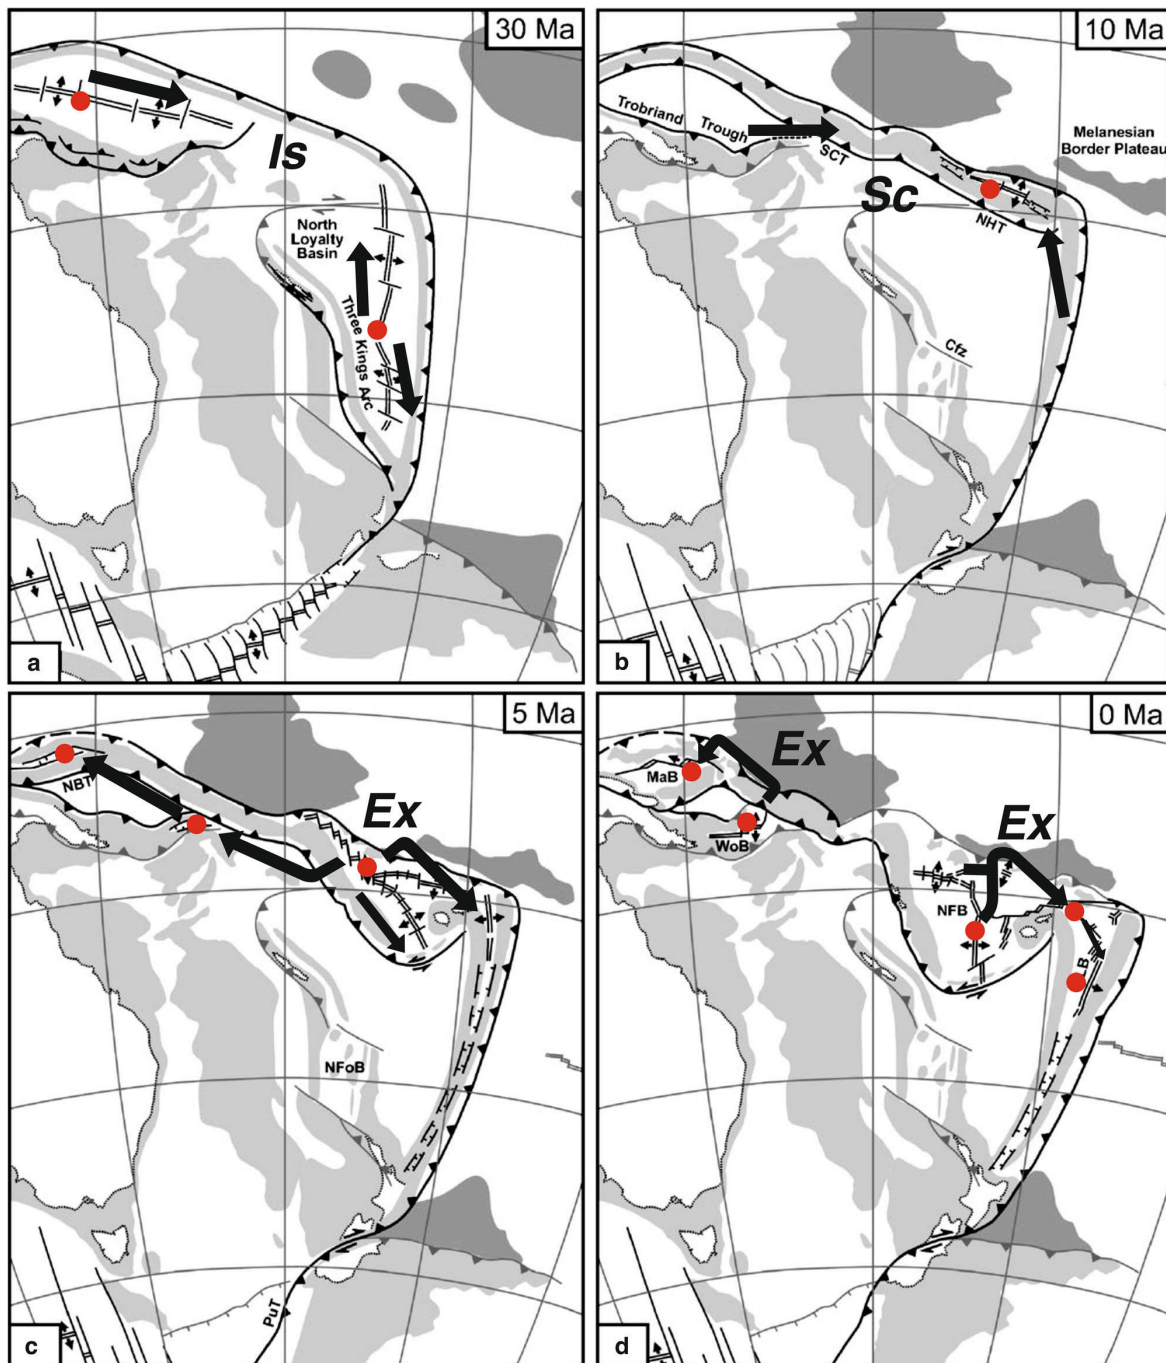 30 Ma
Is
North
Loyalty
Basin
Three Kings Arc
a
10 Ma
Trobriand Trough
SCT
Melanesian
Border Plateau
Sc
NHT
Cfz
b
5 Ma
NBT
Ex
NFoB
PuT
c
0 Ma
Ex
MaB
WoB
Ex
NFB
B
d